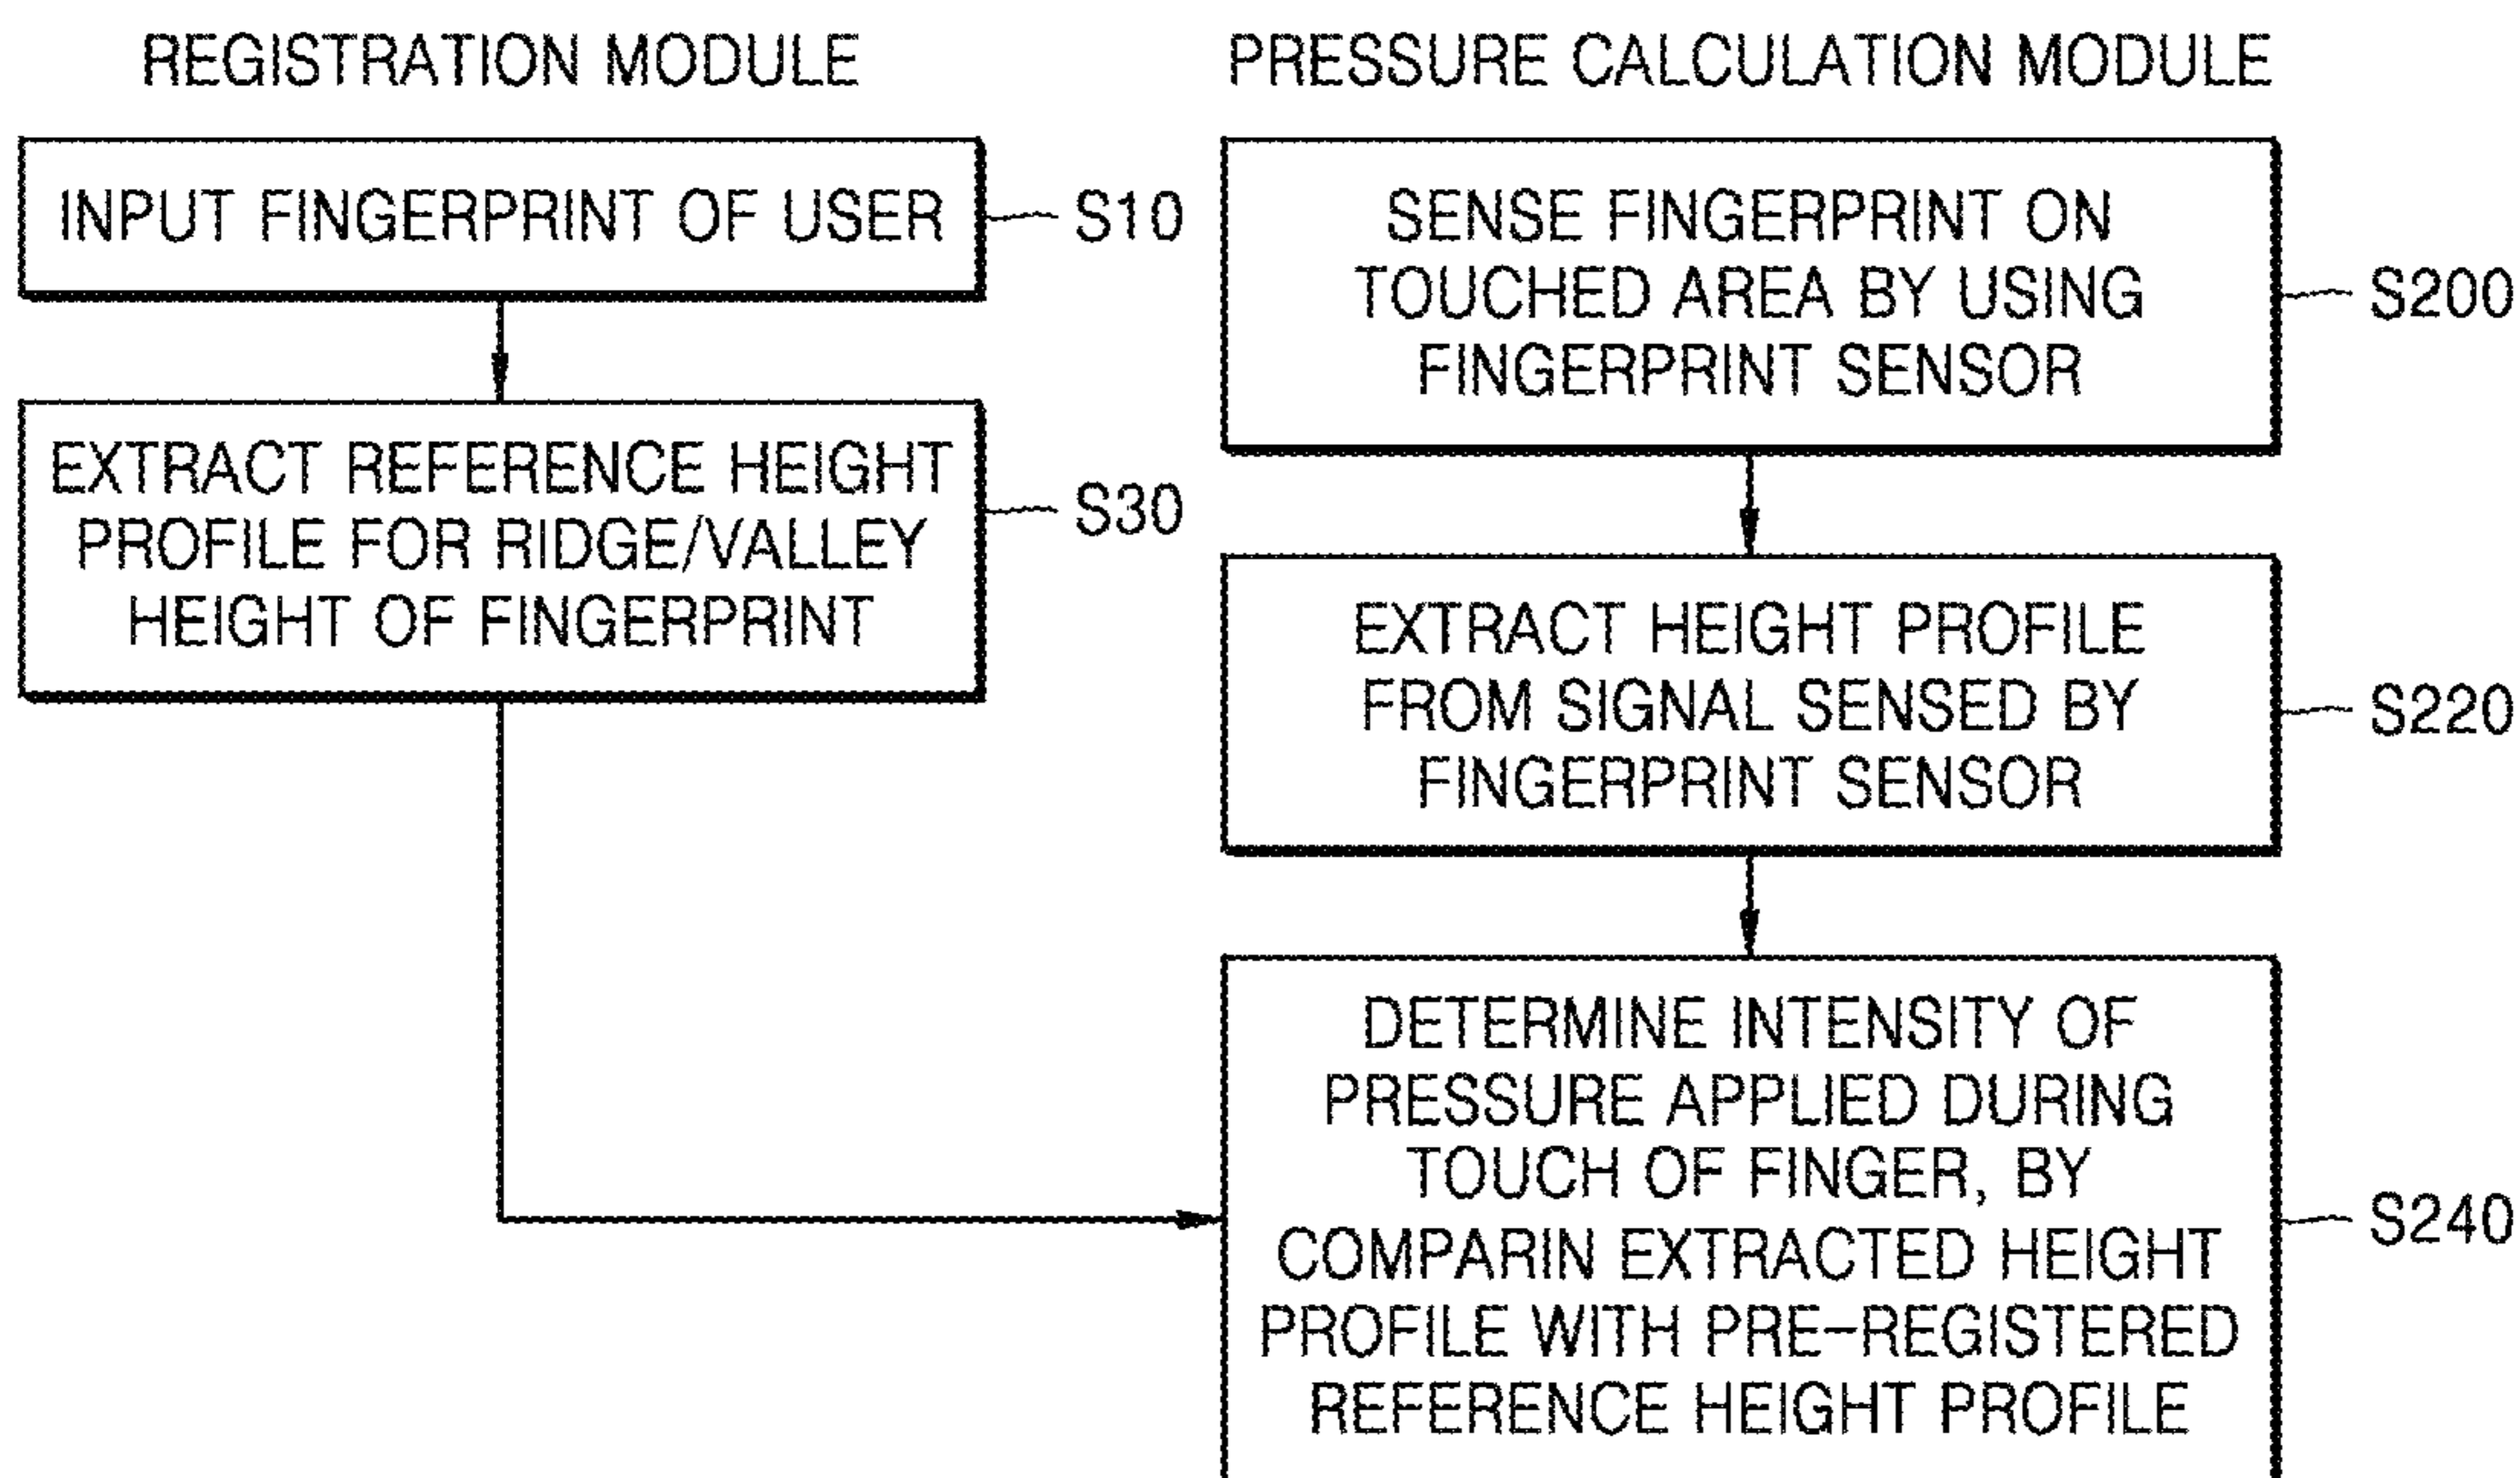 REGISTRATION MODULE
INPUT FINGERPRINT OF USER
S10
EXTRACT REFERENCE HEIGHT
PROFILE FOR RIDGE/VALLEY
HEIGHT OF FINGERPRINT
S30
PRESSURE CALCULATION MODULE
SENSE FINGERPRINT ON
TOUCHED AREA BY USING
FINGERPRINT SENSOR
S200
EXTRACT HEIGHT PROFILE
FROM SIGNAL SENSED BY
FINGERPRINT SENSOR
S220
DETERMINE INTENSITY OF
PRESSURE APPLIED DURING
TOUCH OF FINGER, BY
COMPARIN EXTRACTED HEIGHT
PROFILE WITH PRE-REGISTERED
REFERENCE HEIGHT PROFILE
S240